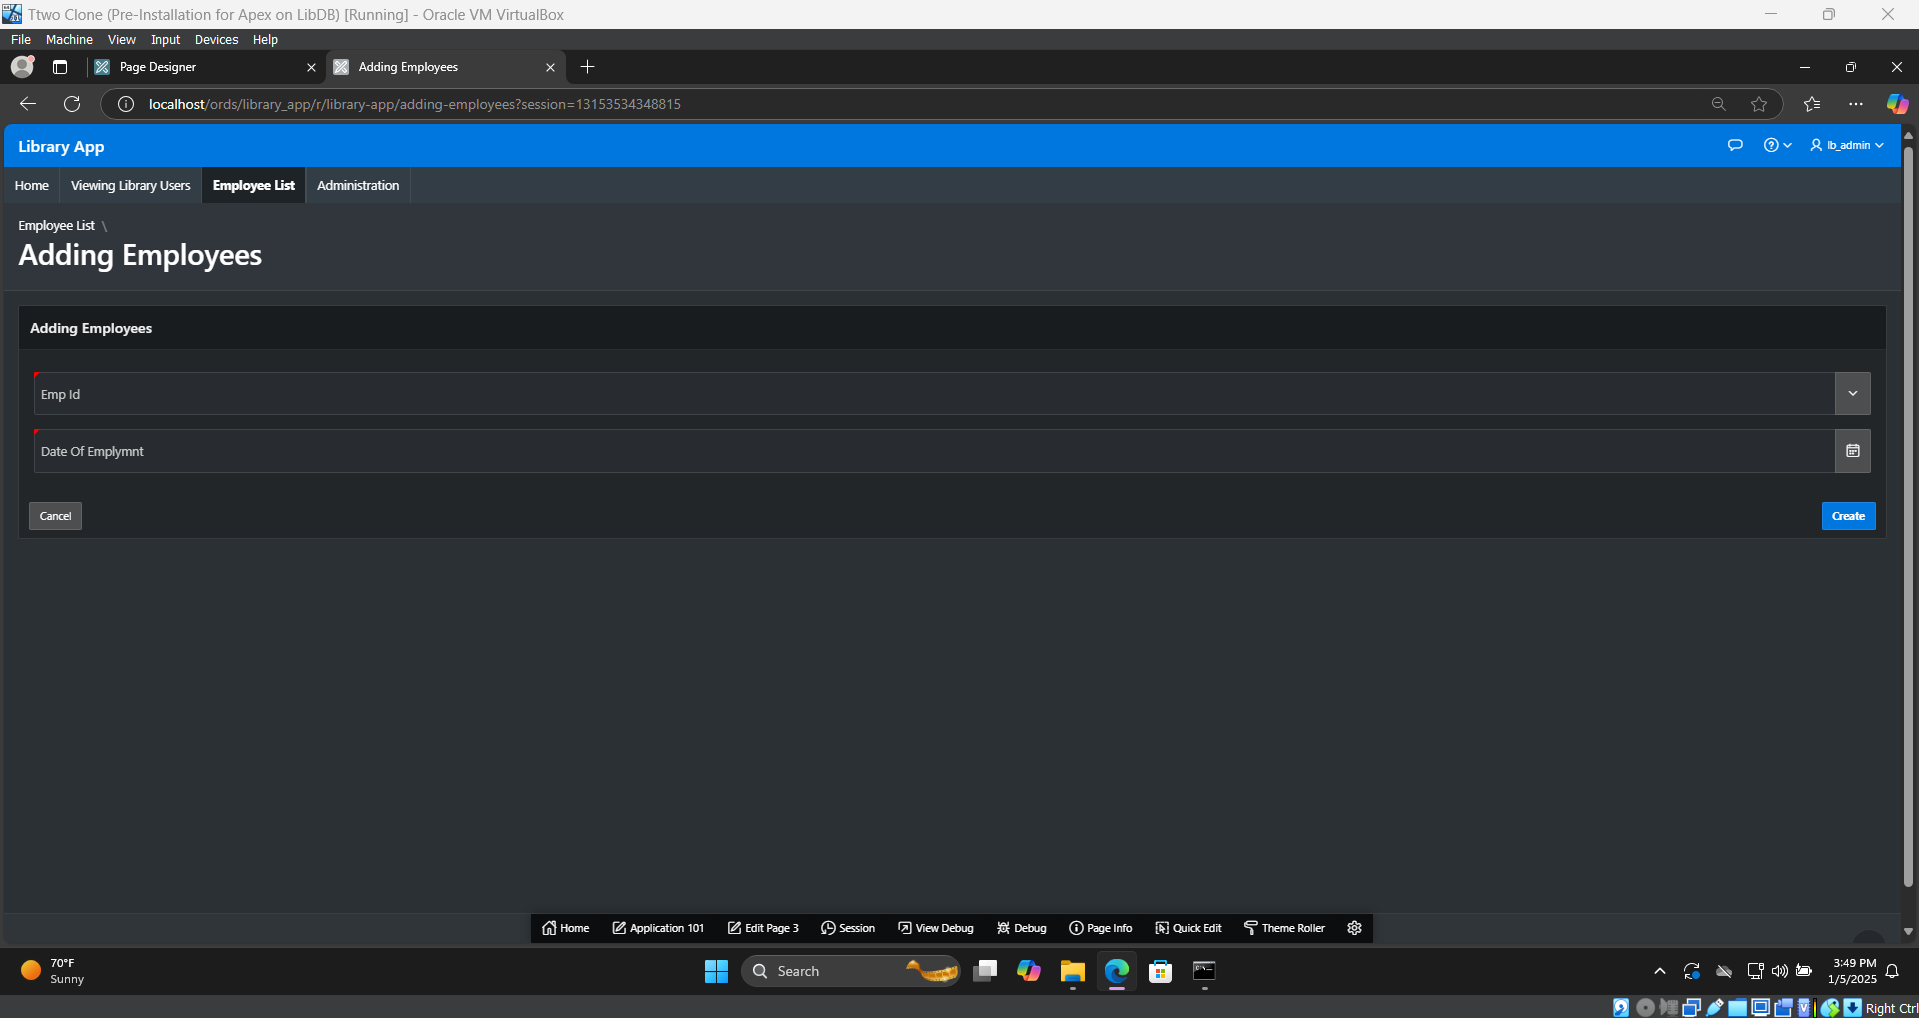 Ttwo Clone (Pre-Installation for Apex on LibDB) [Running] - Oracle VM VirtualBox
File Machine View Input Devices Help
Page Designer
Adding Employees
localhost/ords/library_app/r/library-app/adding-employees?session=13153534348815
Library App
lb_admin
Home Viewing Library Users Employee List Administration
Employee List \
Adding Employees
Adding Employees
Emp Id
Date Of Emplymnt
Cancel
Create
Home Application 101 Edit Page 3 Session View Debug Debug Page Info Quick Edit Theme Roller
70°F
Sunny
Search
3:49 PM
1/5/2025
Right Ctrl